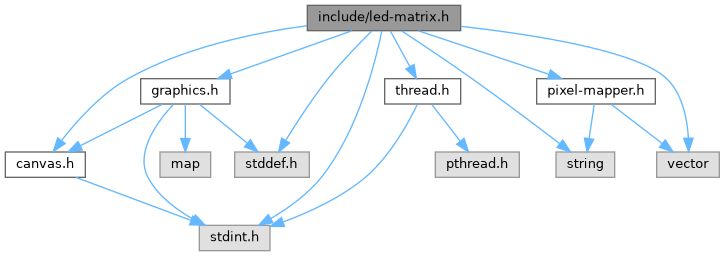 include/led-matrix.h
graphics.h
thread.h
pixel-mapper.h
canvas.h
map
stddef.h
pthread.h
string
vector
stdint.h